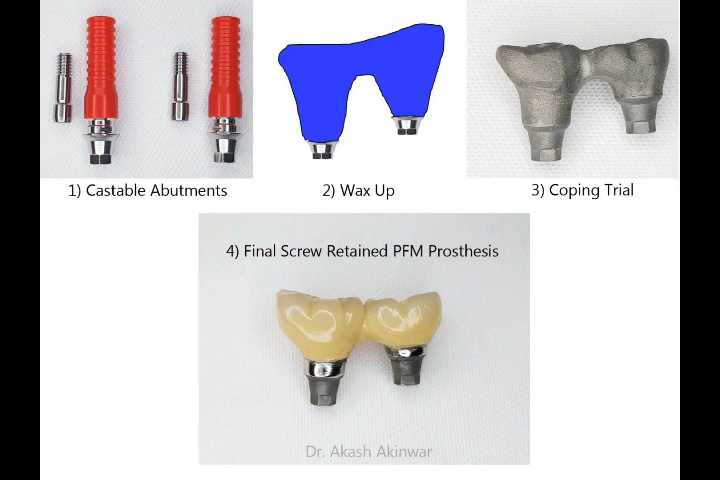 1) Castable Abutments
2) Wax Up
3) Coping Trial
4) Final Screw Retained PFM Prosthesis
Dr. Akash Akinwar